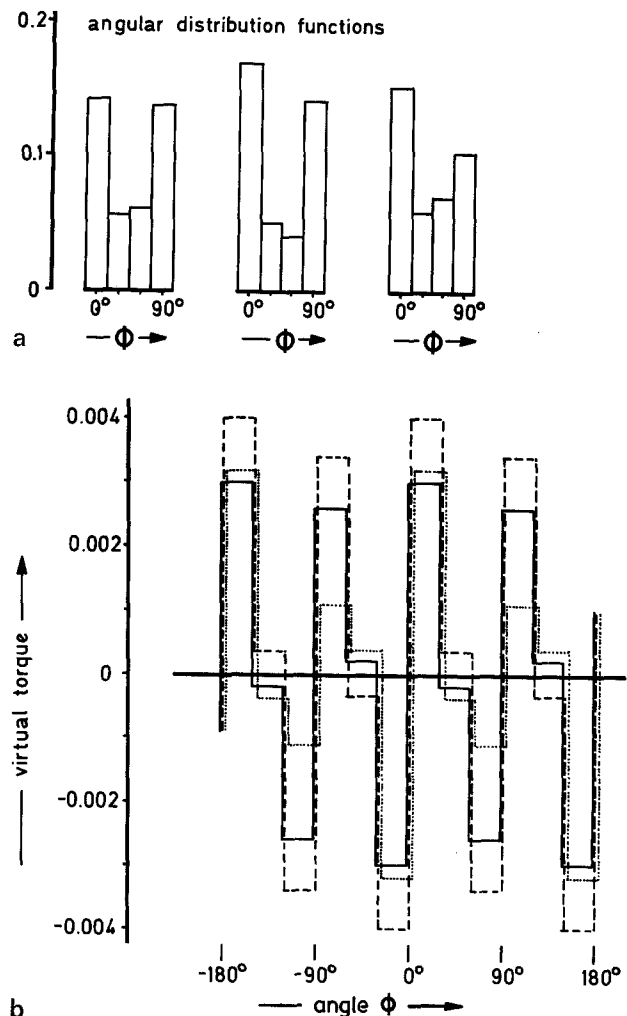 0.2
angular distribution functions
0.1
0
0° 90° 0° 90° 0° 90°
a
Φ Φ Φ
0.004
0.002
0
-0.002
-0.004
virtual torque
-180° -90° 0° 90° 180°
b
angle Φ